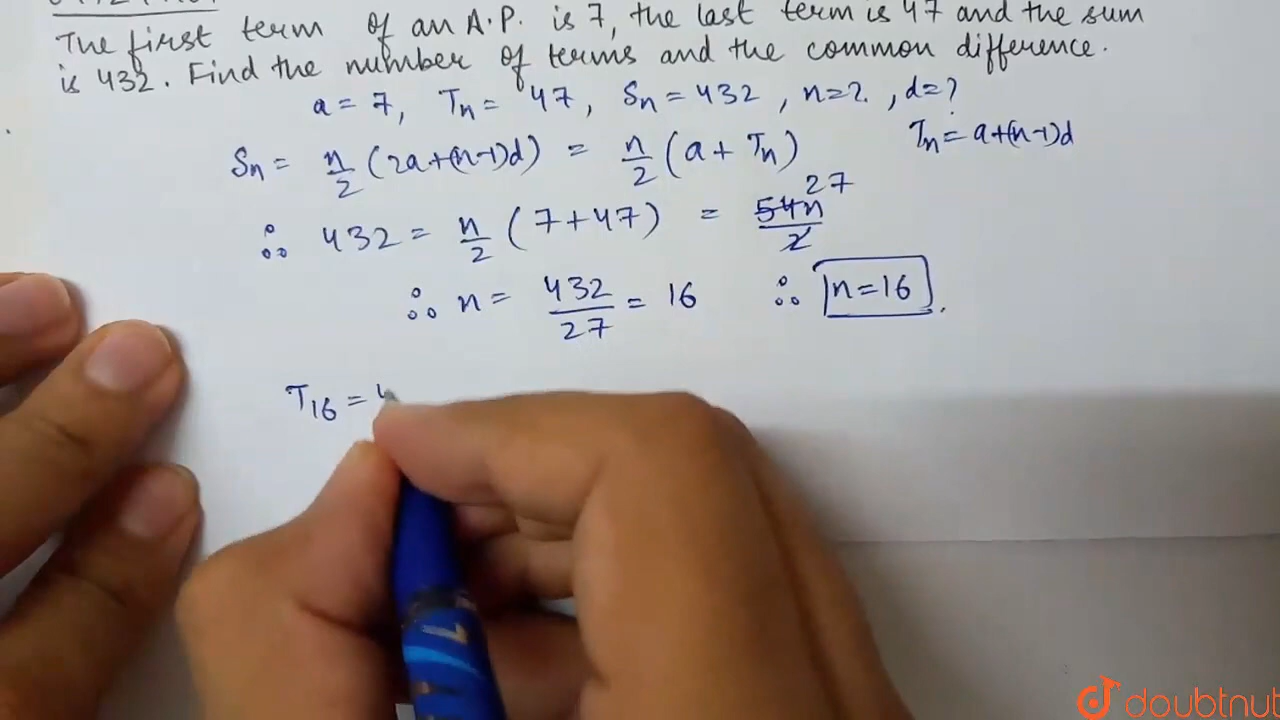 The first term of an A.P. is 7, the last term is 47 and the sum
is 432. Find the number of terms and the common difference.
a = 7, Tn = 47, Sn = 432, n=?, d=?
Sn = n/2 (2a+(n-1)d) = n/2 (a + Tn) Tn = a+(n-1)d
∴ 432 = n/2 (7+47) = 54n/2 27
∴ n = 432/27 = 16 ∴ n=16.
T16 = 4
doubtnut